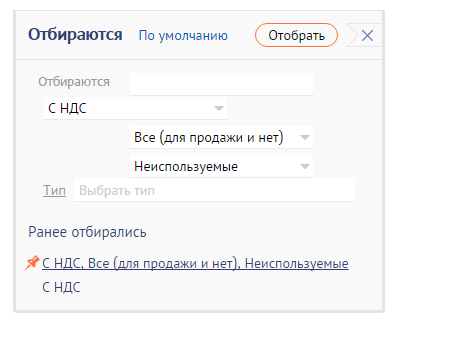 Отбираются По умолчанию Отобрать
Отбираются
С НДС
Все (для продажи и нет)
Неиспользуемые
Тип Выбрать тип
Ранее отбирались
С НДС, Все (для продажи и нет), Неиспользуемые
С НДС